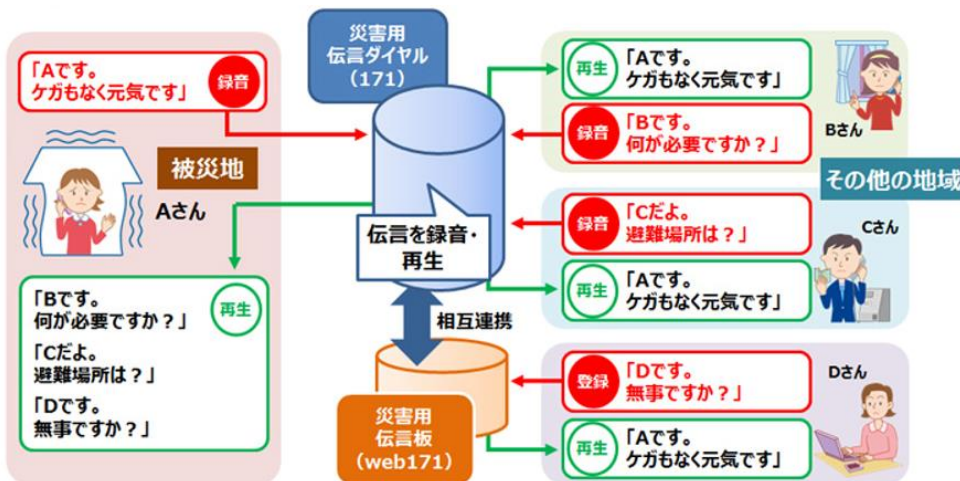 災害用
伝言ダイヤル
(171)
「Aです。
ケガもなく元気です」
録音
被災地
Aさん
「Bです。
何が必要ですか？」
再生
「Cだよ。
避難場所は？」
「Dです。
無事ですか？」
伝言を録音・
再生
相互連携
災害用
伝言板
(web171)
再生
「Aです。
ケガもなく元気です」
録音
「Bです。
何が必要ですか？」
Bさん
その他の地域
録音
「Cだよ。
避難場所は？」
Cさん
再生
「Aです。
ケガもなく元気です」
登録
「Dです。
無事ですか？」
Dさん
再生
「Aです。
ケガもなく元気です」